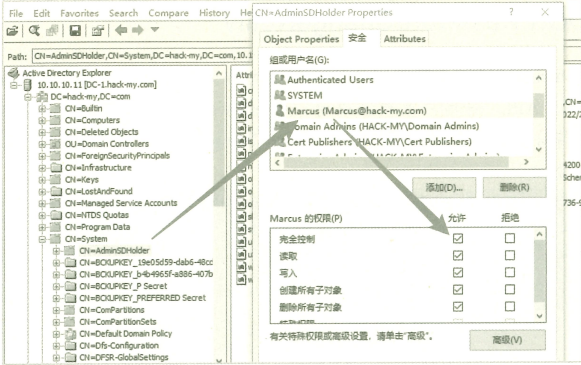 File Edit Favorites Search Compare History
CN=AdminSDHolder Properties
Path: CN=AdminSDHolder,CN=System,DC=hack-my,DC=com,10.1
Active Directory Explorer
10.10.10.11 [DC-1.hack-my.com]
DC=hack-my,DC=com
CN=Builtin
CN=Computers
CN=Deleted Objects
OU=Domain Controllers
CN=ForeignSecurityPrincipals
CN=Infrastructure
CN=Keys
CN=LostAndFound
CN=Managed Service Accounts
CN=NTDS Quotas
CN=Program Data
CN=System
CN=AdminSDHolder
CN=BCKUPKEY_19e05d59-dab6-48cc
CN=BCKUPKEY_b4b4965f-a886-407b
CN=BCKUPKEY_P Secret
CN=BCKUPKEY_PREFERRED Secret
CN=ComPartitions
CN=ComPartitionSets
CN=Default Domain Policy
CN=Dfs-Configuration
CN=DFSR-GlobalSettings
Attri
Object Properties 安全 Attributes
组或用户名(G):
Authenticated Users
SYSTEM
Marcus (Marcus@hack-my.com)
Domain Admins (HACK-MY\Domain Admins)
Cert Publishers (HACK-MY\Cert Publishers)
添加(D)... 删除(R)
Marcus 的权限(P) 允许 拒绝
完全控制
读取
写入
创建所有子对象
删除所有子对象
有关特殊权限或高级设置，请单击"高级"。
高级(V)
,CN=
022/
4200
Schem
736-9